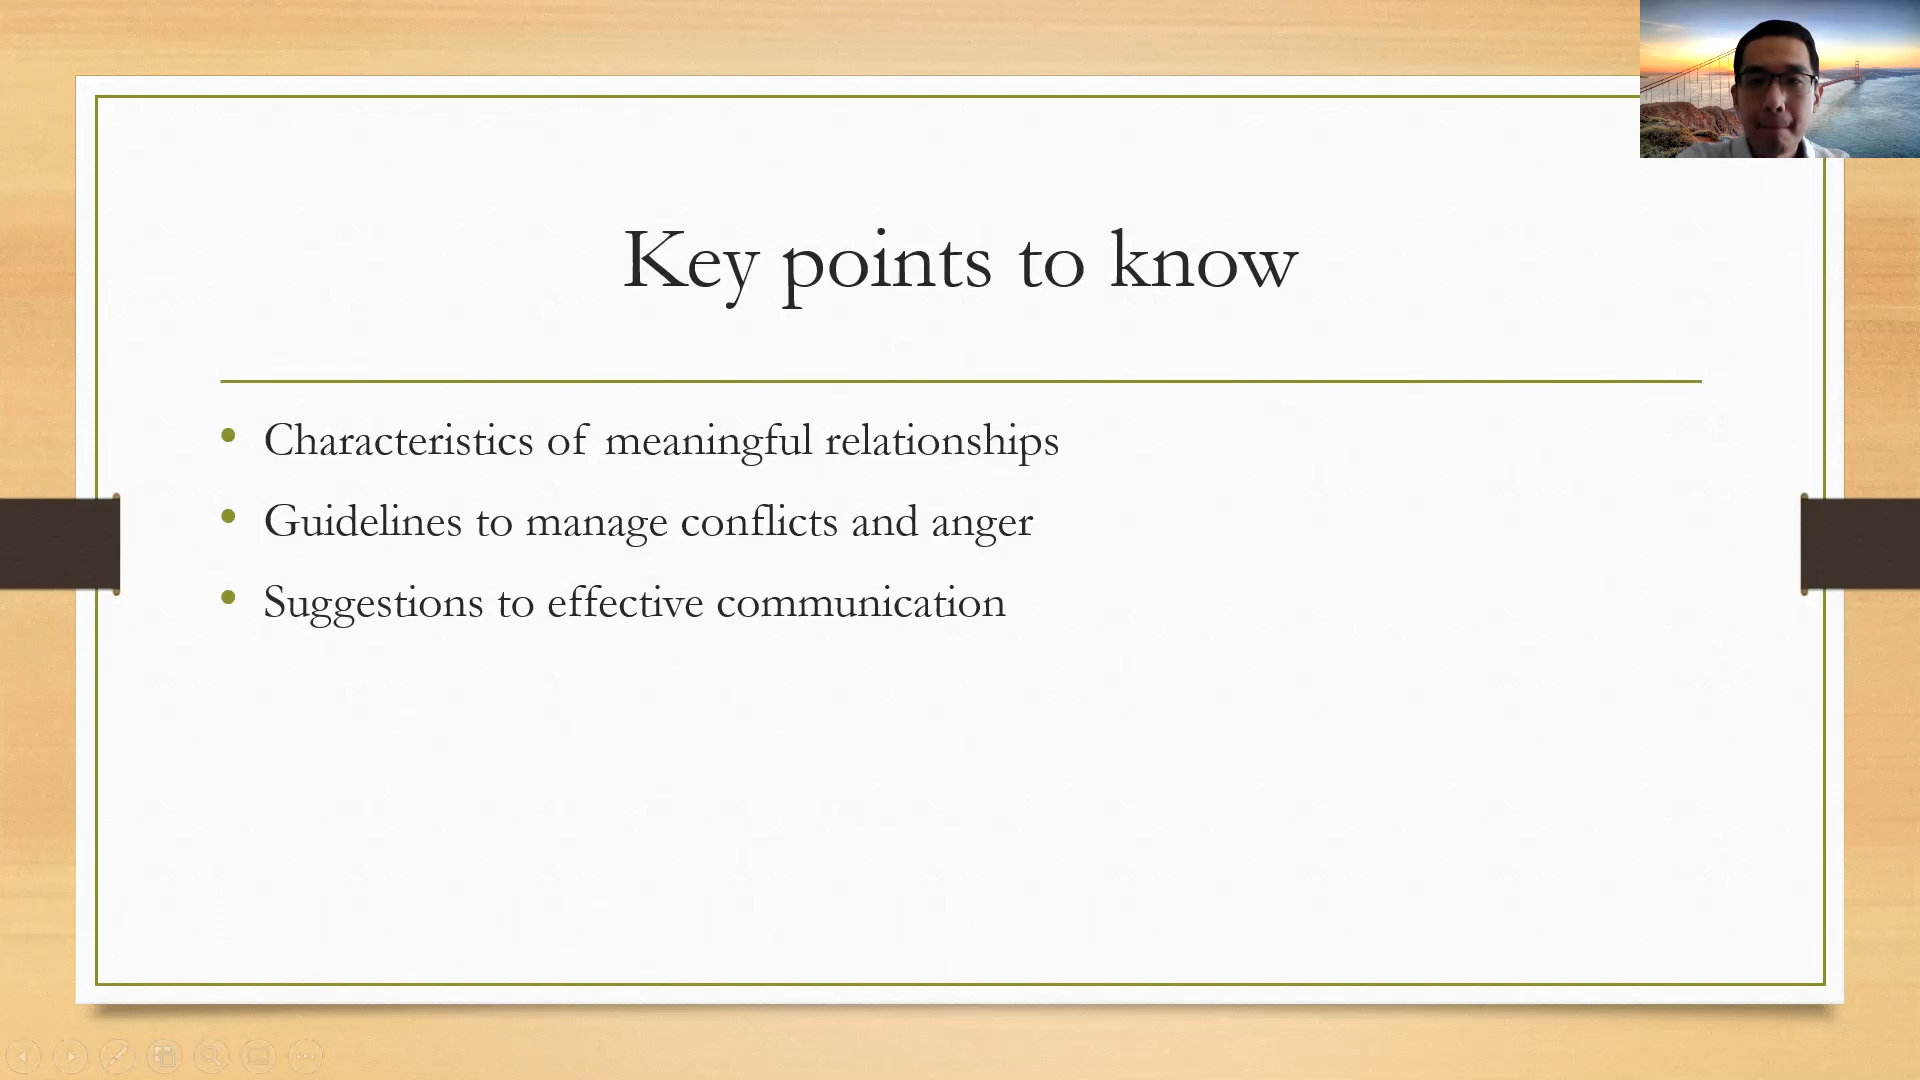 Key points to know
Characteristics of meaningful relationships
Guidelines to manage conflicts and anger
Suggestions to effective communication